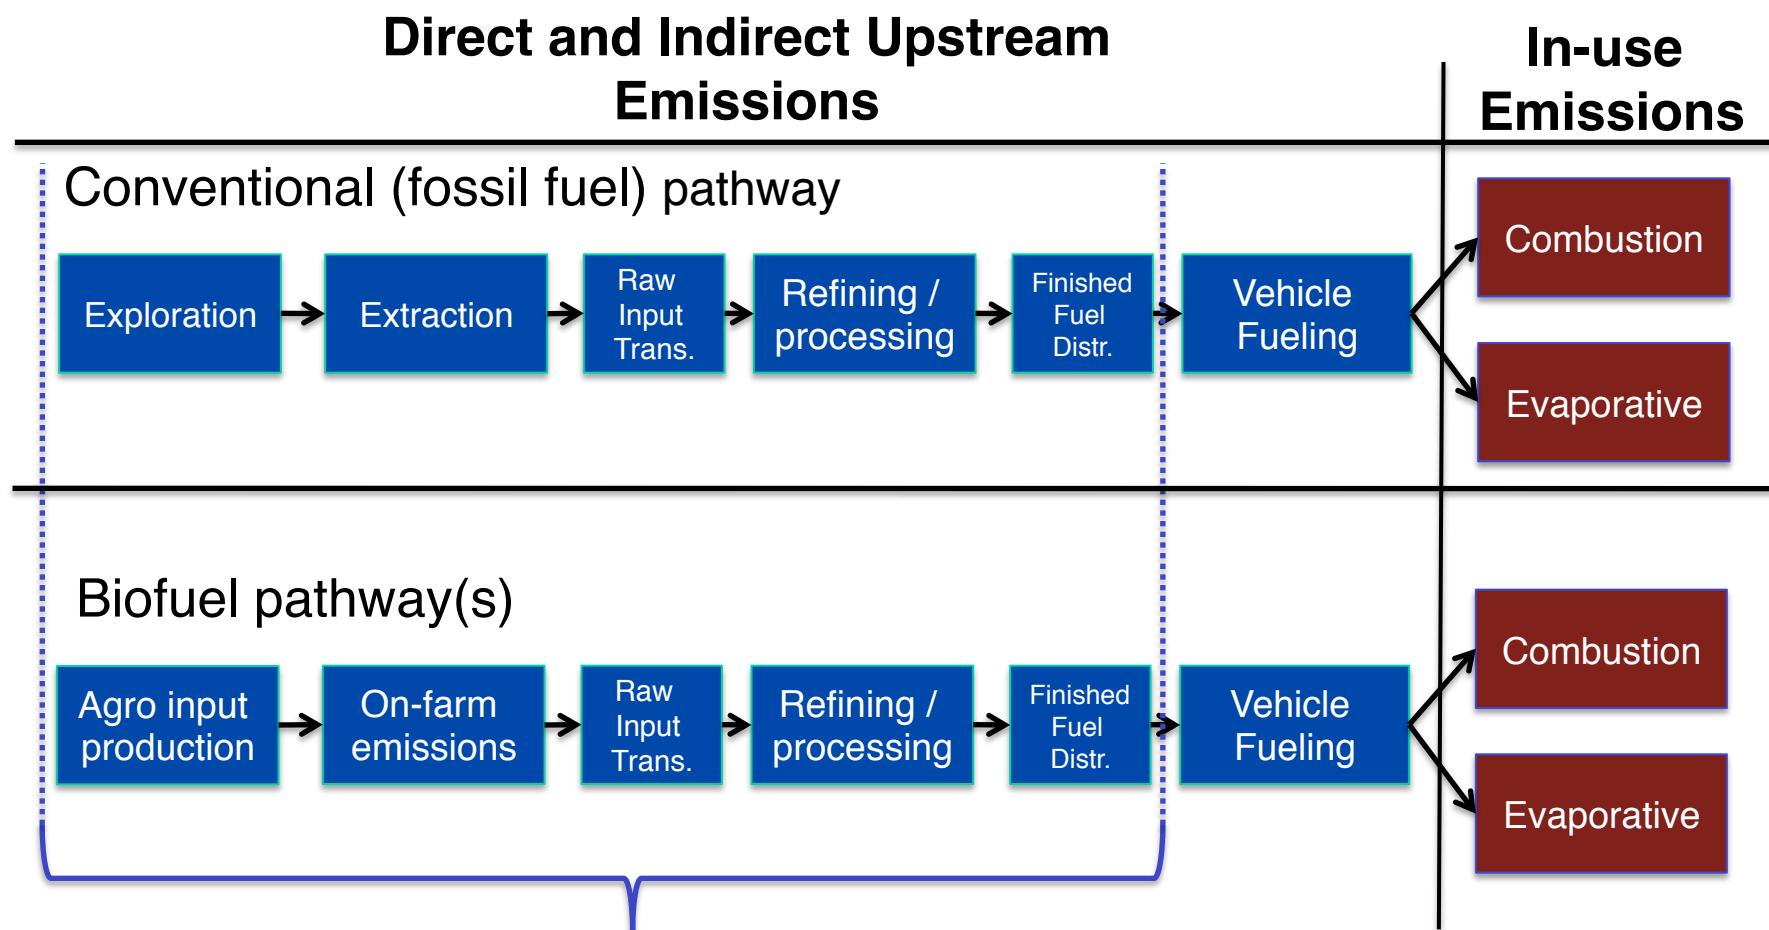 Direct and Indirect Upstream
Emissions
In-use
Emissions
Conventional (fossil fuel) pathway
Exploration
Extraction
Raw
Input
Trans.
Refining /
processing
Finished
Fuel
Distr.
Vehicle
Fueling
Combustion
Evaporative
Biofuel pathway(s)
Agro input
production
On-farm
emissions
Raw
Input
Trans.
Refining /
processing
Finished
Fuel
Distr.
Vehicle
Fueling
Combustion
Evaporative